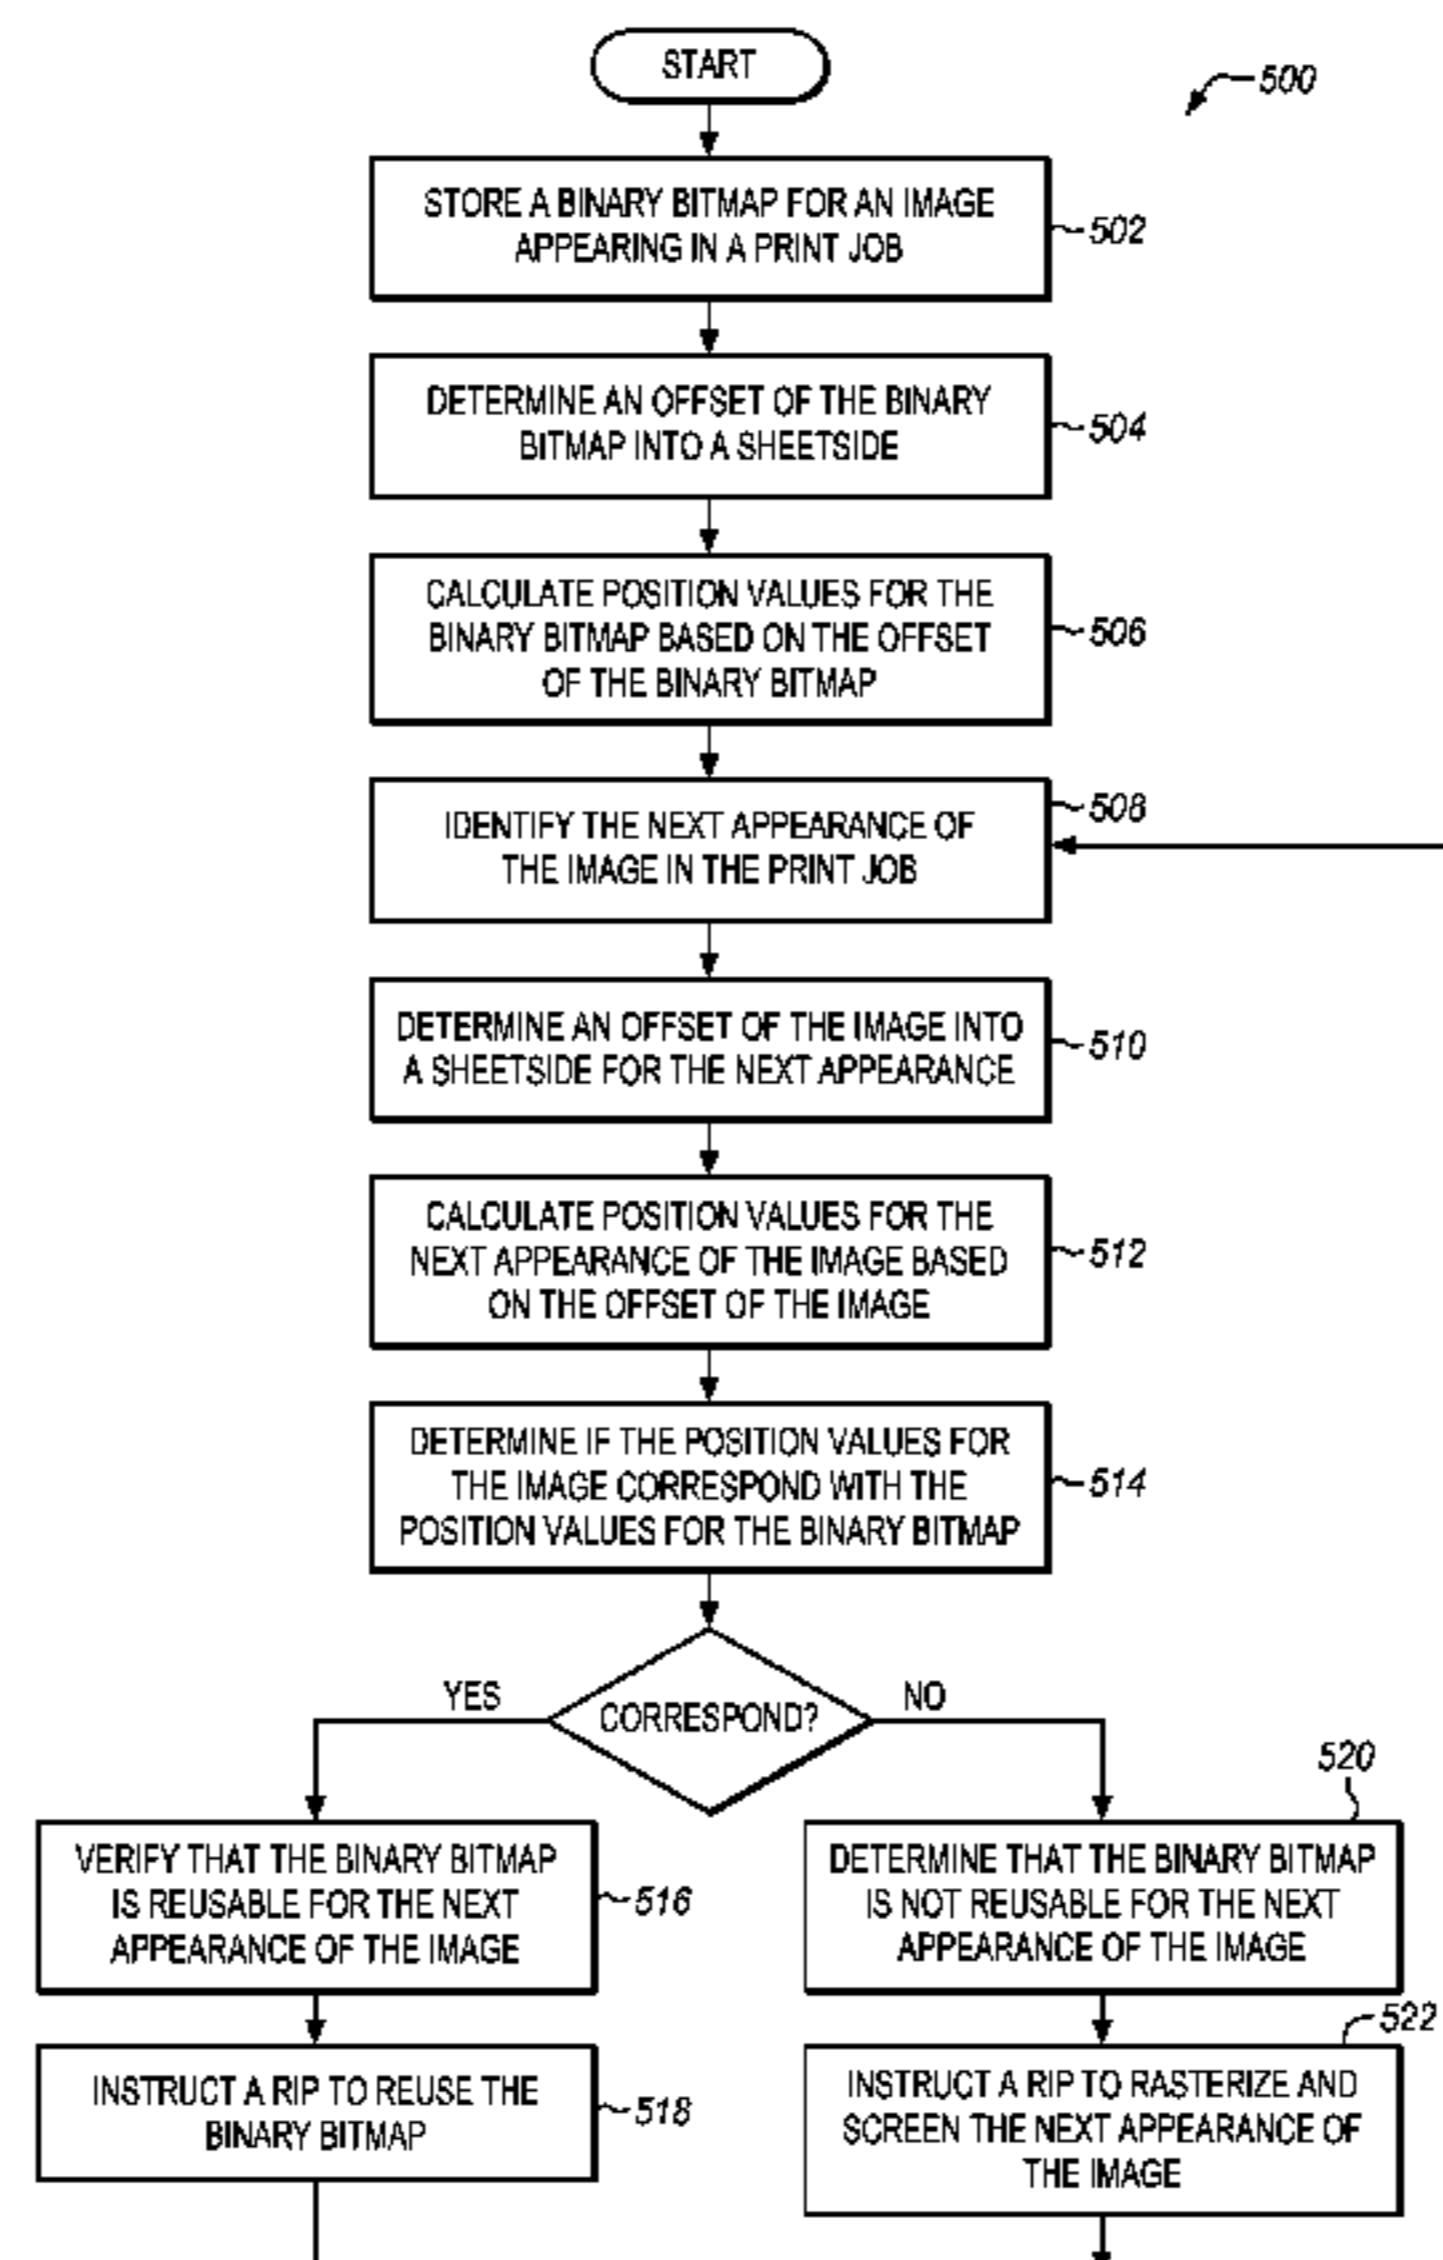 START
500
STORE A BINARY BITMAP FOR AN IMAGE
APPEARING IN A PRINT JOB
502
DETERMINE AN OFFSET OF THE BINARY
BITMAP INTO A SHEETSIDE
504
CALCULATE POSITION VALUES FOR THE
BINARY BITMAP BASED ON THE OFFSET
OF THE BINARY BITMAP
506
IDENTIFY THE NEXT APPEARANCE OF
THE IMAGE IN THE PRINT JOB
508
DETERMINE AN OFFSET OF THE IMAGE INTO
A SHEETSIDE FOR THE NEXT APPEARANCE
510
CALCULATE POSITION VALUES FOR THE
NEXT APPEARANCE OF THE IMAGE BASED
ON THE OFFSET OF THE IMAGE
512
DETERMINE IF THE POSITION VALUES FOR
THE IMAGE CORRESPOND WITH THE
POSITION VALUES FOR THE BINARY BITMAP
514
YES
CORRESPOND?
NO
VERIFY THAT THE BINARY BITMAP
IS REUSABLE FOR THE NEXT
APPEARANCE OF THE IMAGE
516
520
DETERMINE THAT THE BINARY BITMAP
IS NOT REUSABLE FOR THE NEXT
APPEARANCE OF THE IMAGE
INSTRUCT A RIP TO REUSE THE
BINARY BITMAP
518
522
INSTRUCT A RIP TO RASTERIZE AND
SCREEN THE NEXT APPEARANCE OF
THE IMAGE